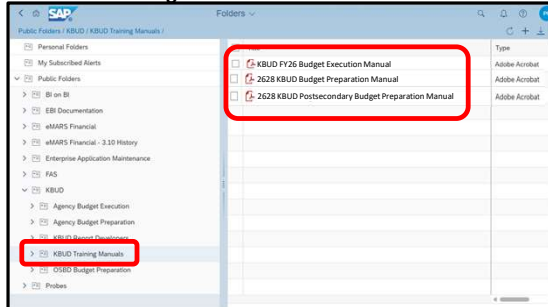 SAP
Folders
Public Folders / KBUD / KBUD Training Manuals /
Personal Folders
My Subscribed Alerts
Public Folders
BI on BI
EBI Documentation
eMARS Financial
eMARS Financial - 3.10 History
Enterprise Application Maintenance
FAS
KBUD
Agency Budget Execution
Agency Budget Preparation
KBUD Report Developers
KBUD Training Manuals
OSBD Budget Preparation
Probes
Type
KBUD FY26 Budget Execution Manual
Adobe Acrobat
2628 KBUD Budget Preparation Manual
Adobe Acrobat
2628 KBUD Postsecondary Budget Preparation Manual
Adobe Acrobat